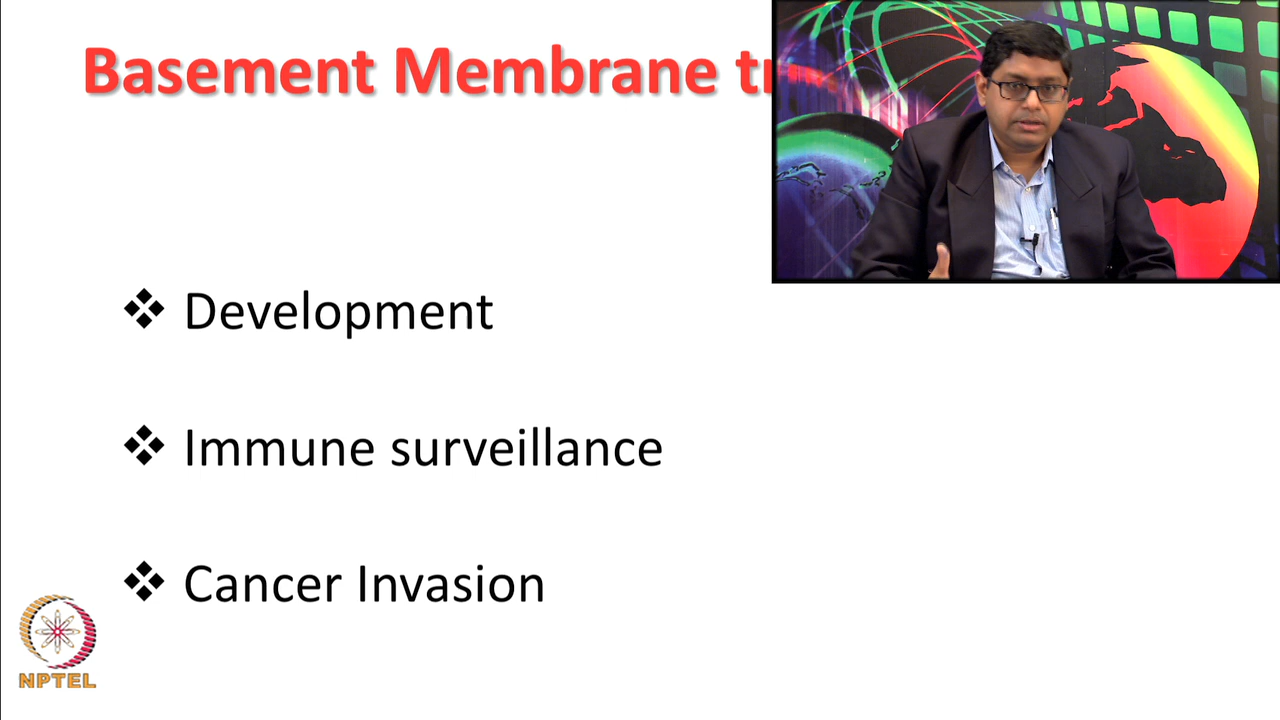 Basement Membrane
Development
Immune surveillance
Cancer Invasion
NPTEL